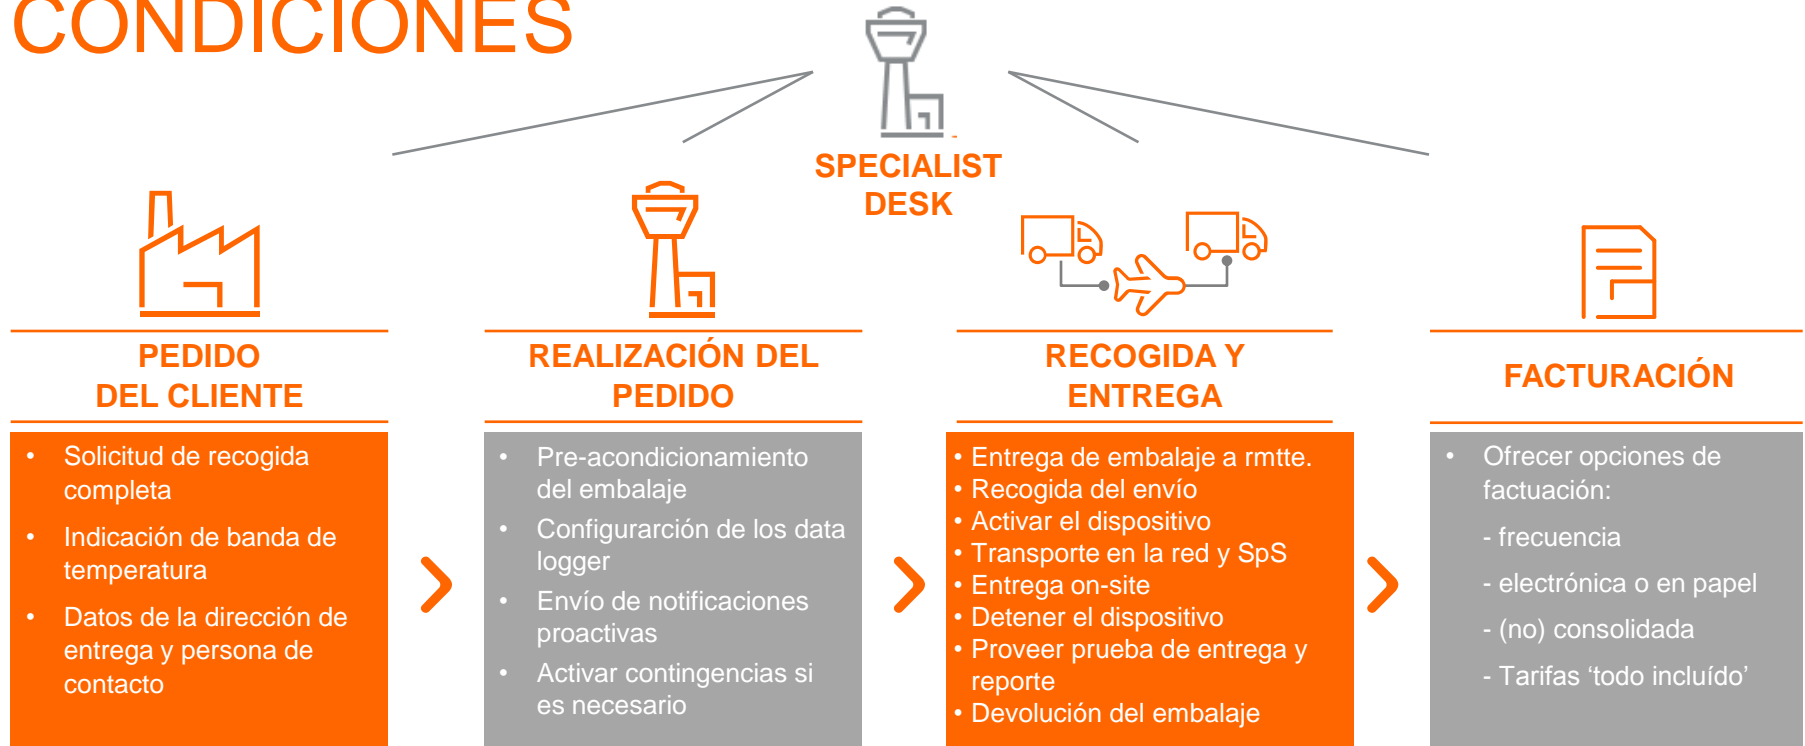 CONDICIONES
SPECIALIST
DESK
PEDIDO
DEL CLIENTE
• Solicitud de recogida
completa
• Indicación de banda de
temperatura
• Datos de la dirección de
entrega y persona de
contacto
REALIZACIÓN DEL
PEDIDO
• Pre-acondicionamiento
del embalaje
• Configurarción de los data
logger
• Envío de notificaciones
proactivas
• Activar contingencias si
es necesario
RECOGIDA Y
ENTREGA
• Entrega de embalaje a rmtte.
• Recogida del envío
• Activar el dispositivo
• Transporte en la red y SpS
• Entrega on-site
• Detener el dispositivo
• Proveer prueba de entrega y
reporte
• Devolución del embalaje
FACTURACIÓN
• Ofrecer opciones de
factuación:
- frecuencia
- electrónica o en papel
- (no) consolidada
- Tarifas ‘todo incluído’